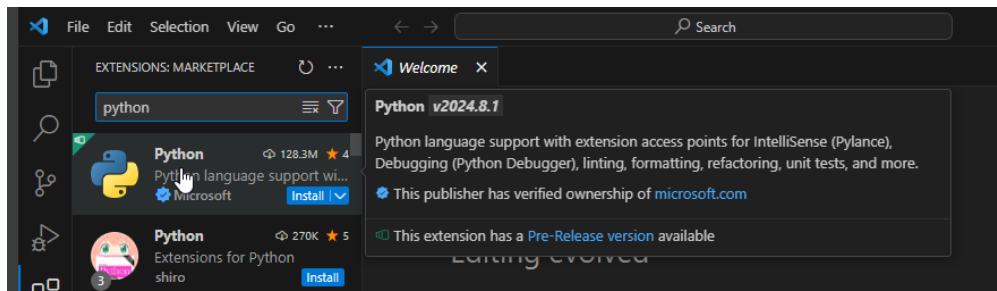 File Edit Selection View Go ···
Search
EXTENSIONS: MARKETPLACE
Welcome
python
Python v2024.8.1
Python language support with extension access points for IntelliSense (Pylance),
Debugging (Python Debugger), linting, formatting, refactoring, unit tests, and more.
This publisher has verified ownership of microsoft.com
This extension has a Pre-Release version available
Python 128.3M ★ 4
Python language support wi...
Microsoft Install
Python 270K ★ 5
Extensions for Python
shiro Install
3
Editing evolved